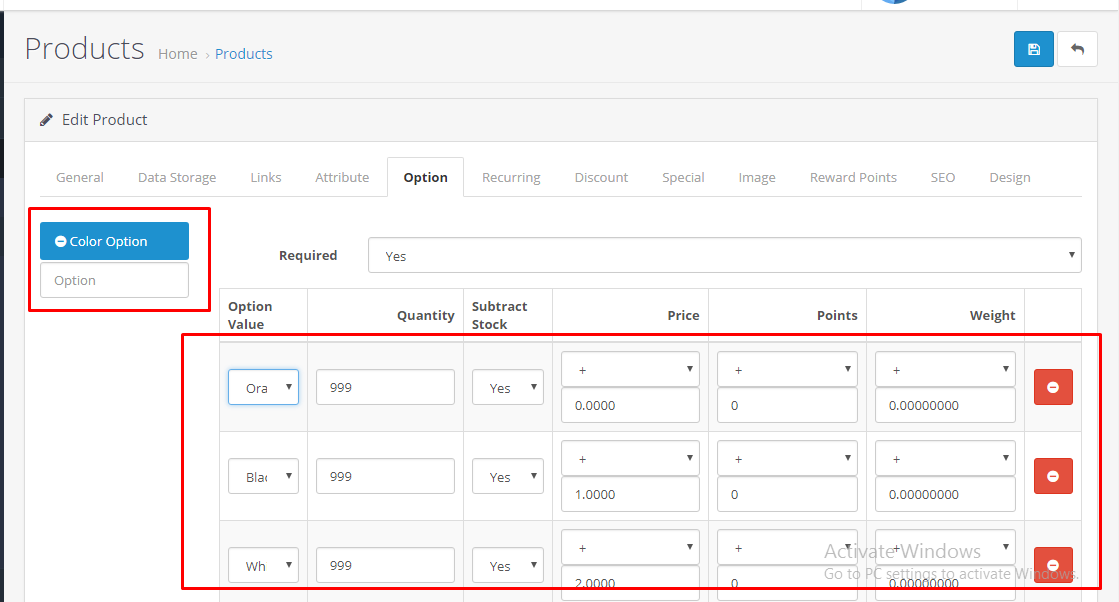 Products Home › Products
Edit Product
General Data Storage Links Attribute Option Recurring Discount Special Image Reward Points SEO Design
Color Option
Option
Required Yes
Option Value Quantity Subtract Stock Price Points Weight
Ora 999 Yes + + +
0.0000 0 0.00000000
Blac 999 Yes + + +
1.0000 0 0.00000000
Wh 999 Yes + + +
2.0000 0 0.00000000
Activate Windows
Go to PC settings to activate Windows.